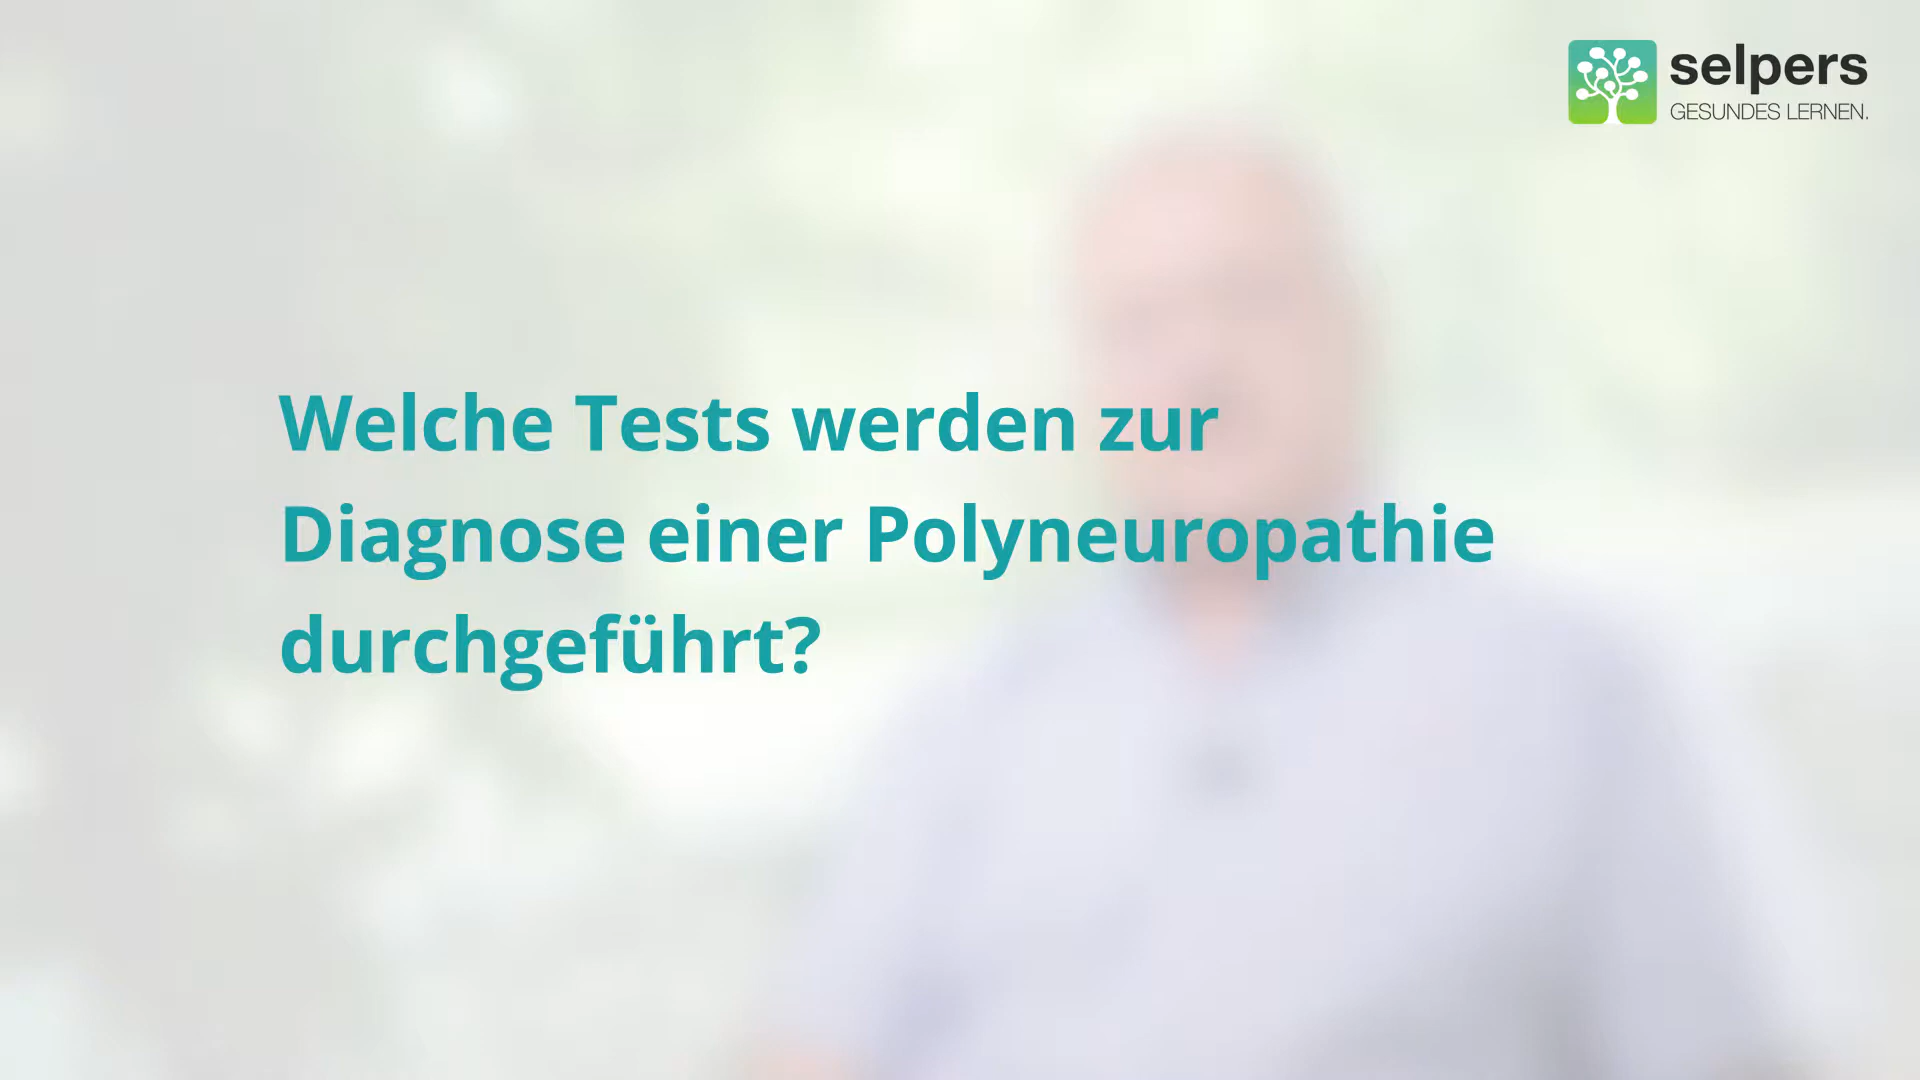 selpers
GESUNDES LERNEN.
Welche Tests werden zur
Diagnose einer Polyneuropathie
durchgeführt?